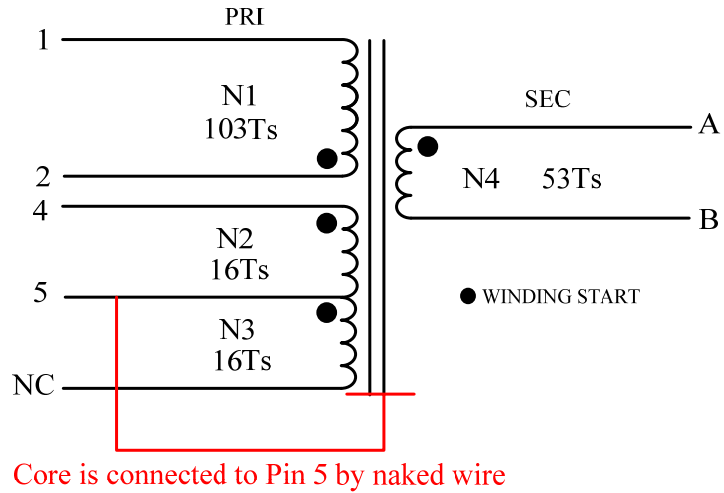 PRI
1
N1
103Ts
2
4
N2
16Ts
5
N3
16Ts
NC
SEC
A
N4 53Ts
B
WINDING START
Core is connected to Pin 5 by naked wire